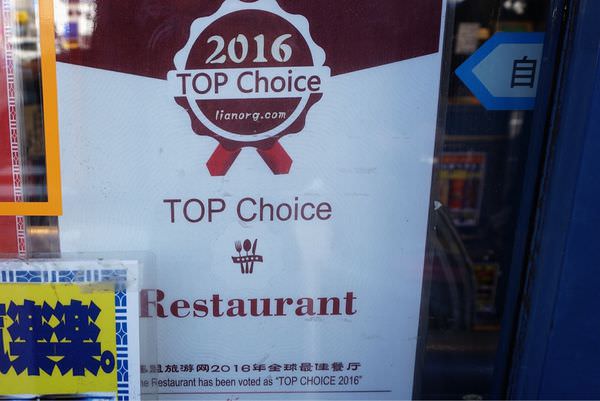 2016
TOP Choice
lianorg.com
自
TOP Choice
Restaurant
旅游网2016年全球最佳餐厅
Restaurant has been voted as "TOP CHOICE 2016"
楽楽。